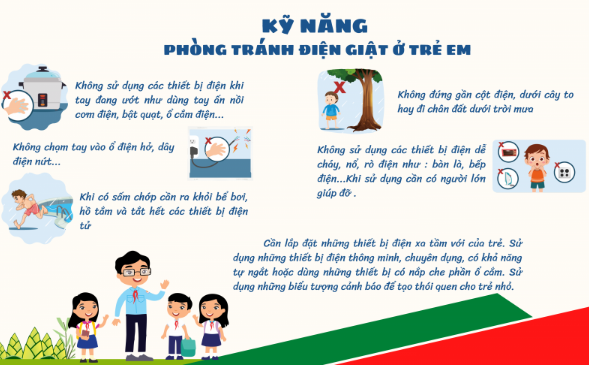 KỸ NĂNG
PHÒNG TRÁNH ĐIỆN GIẬT Ở TRẺ EM
Không sử dụng các thiết bị điện khi
tay đang ướt như dùng tay ấn nồi
cơm điện, bật quạt, ổ cắm điện...
Không chạm tay vào ổ điện hở, dây
điện nứt...
Khi có sấm chớp cần ra khỏi bể bơi,
hồ tắm và tắt hết các thiết bị điện
tử
Không đứng gần cột điện, dưới cây to
hay đi chân đất dưới trời mưa
Không sử dụng các thiết bị điện dễ
cháy, nổ, rò điện như : bàn là, bếp
điện...Khi sử dụng cần có người lớn
giúp đỡ .
Cần lắp đặt những thiết bị điện xa tầm với của trẻ. Sử
dụng những thiết bị điện thông minh, chuyên dụng, có khả năng
tự ngắt hoặc dùng những thiết bị có nắp che phần ổ cắm. Sử
dụng những biểu tượng cảnh báo để tạo thói quen cho trẻ nhỏ.